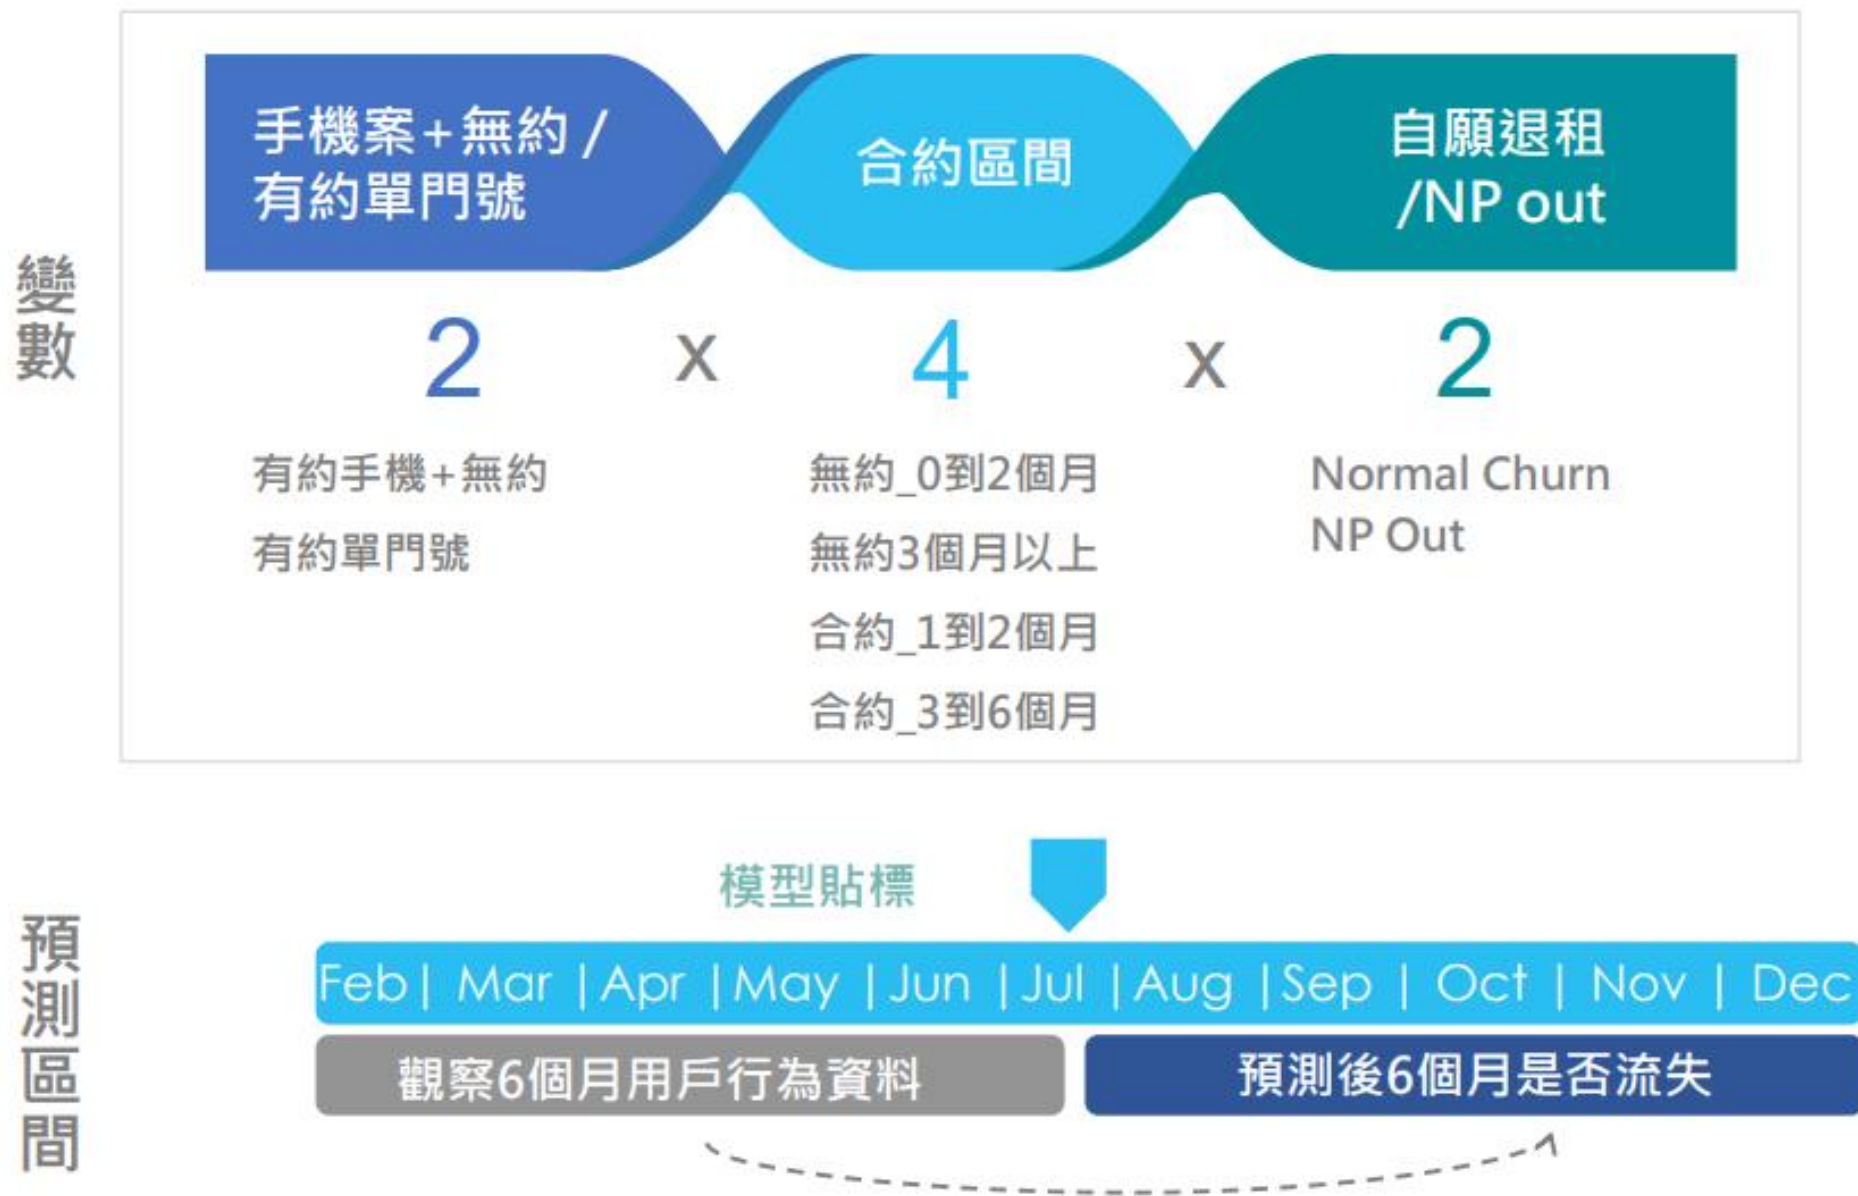 變數
手機案+無約 /
有約單門號
合約區間
自願退租
/NP out
2 x 4 x 2
有約手機+無約
有約單門號
無約_0到2個月
無約3個月以上
合約_1到2個月
合約_3到6個月
Normal Churn
NP Out
預測區間
模型貼標
Feb| Mar |Apr |May |Jun |Jul |Aug |Sep | Oct | Nov | Dec
觀察6個月用戶行為資料
預測後6個月是否流失